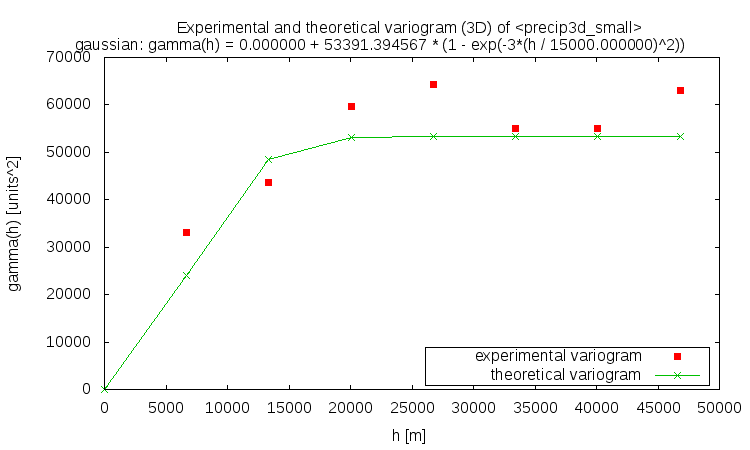 Experimental and theoretical variogram (3D) of <precip3d_small>
gaussian: gamma(h) = 0.000000 + 53391.394567 * (1 - exp(-3*(h / 15000.000000)^2))
70000
60000
50000
40000
30000
20000
10000
0
gamma(h) [units^2]
experimental variogram
theoretical variogram
0 5000 10000 15000 20000 25000 30000 35000 40000 45000 50000
h [m]